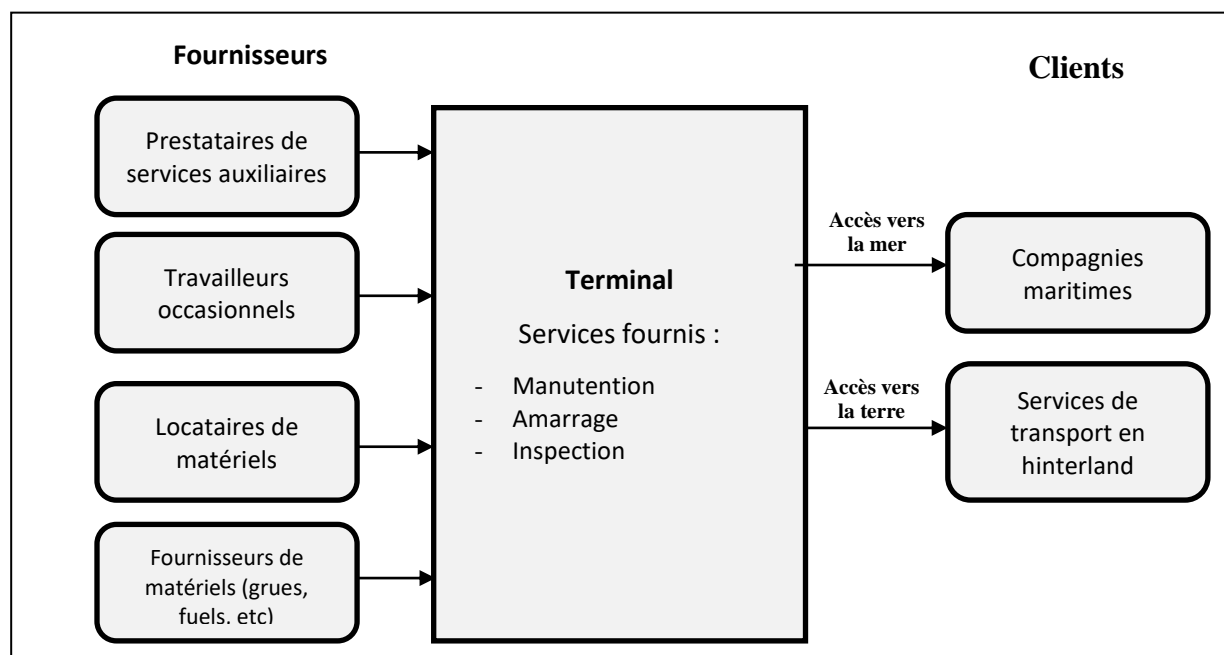 Fournisseurs
Clients
Prestataires de
services auxiliaires
Travailleurs
occasionnels
Locataires de
matériels
Fournisseurs de
matériels (grues,
fuels. etc)
Terminal
Services fournis :
- Manutention
- Amarrage
- Inspection
Accès vers
la mer
Compagnies
maritimes
Accès vers
la terre
Services de
transport en
hinterland